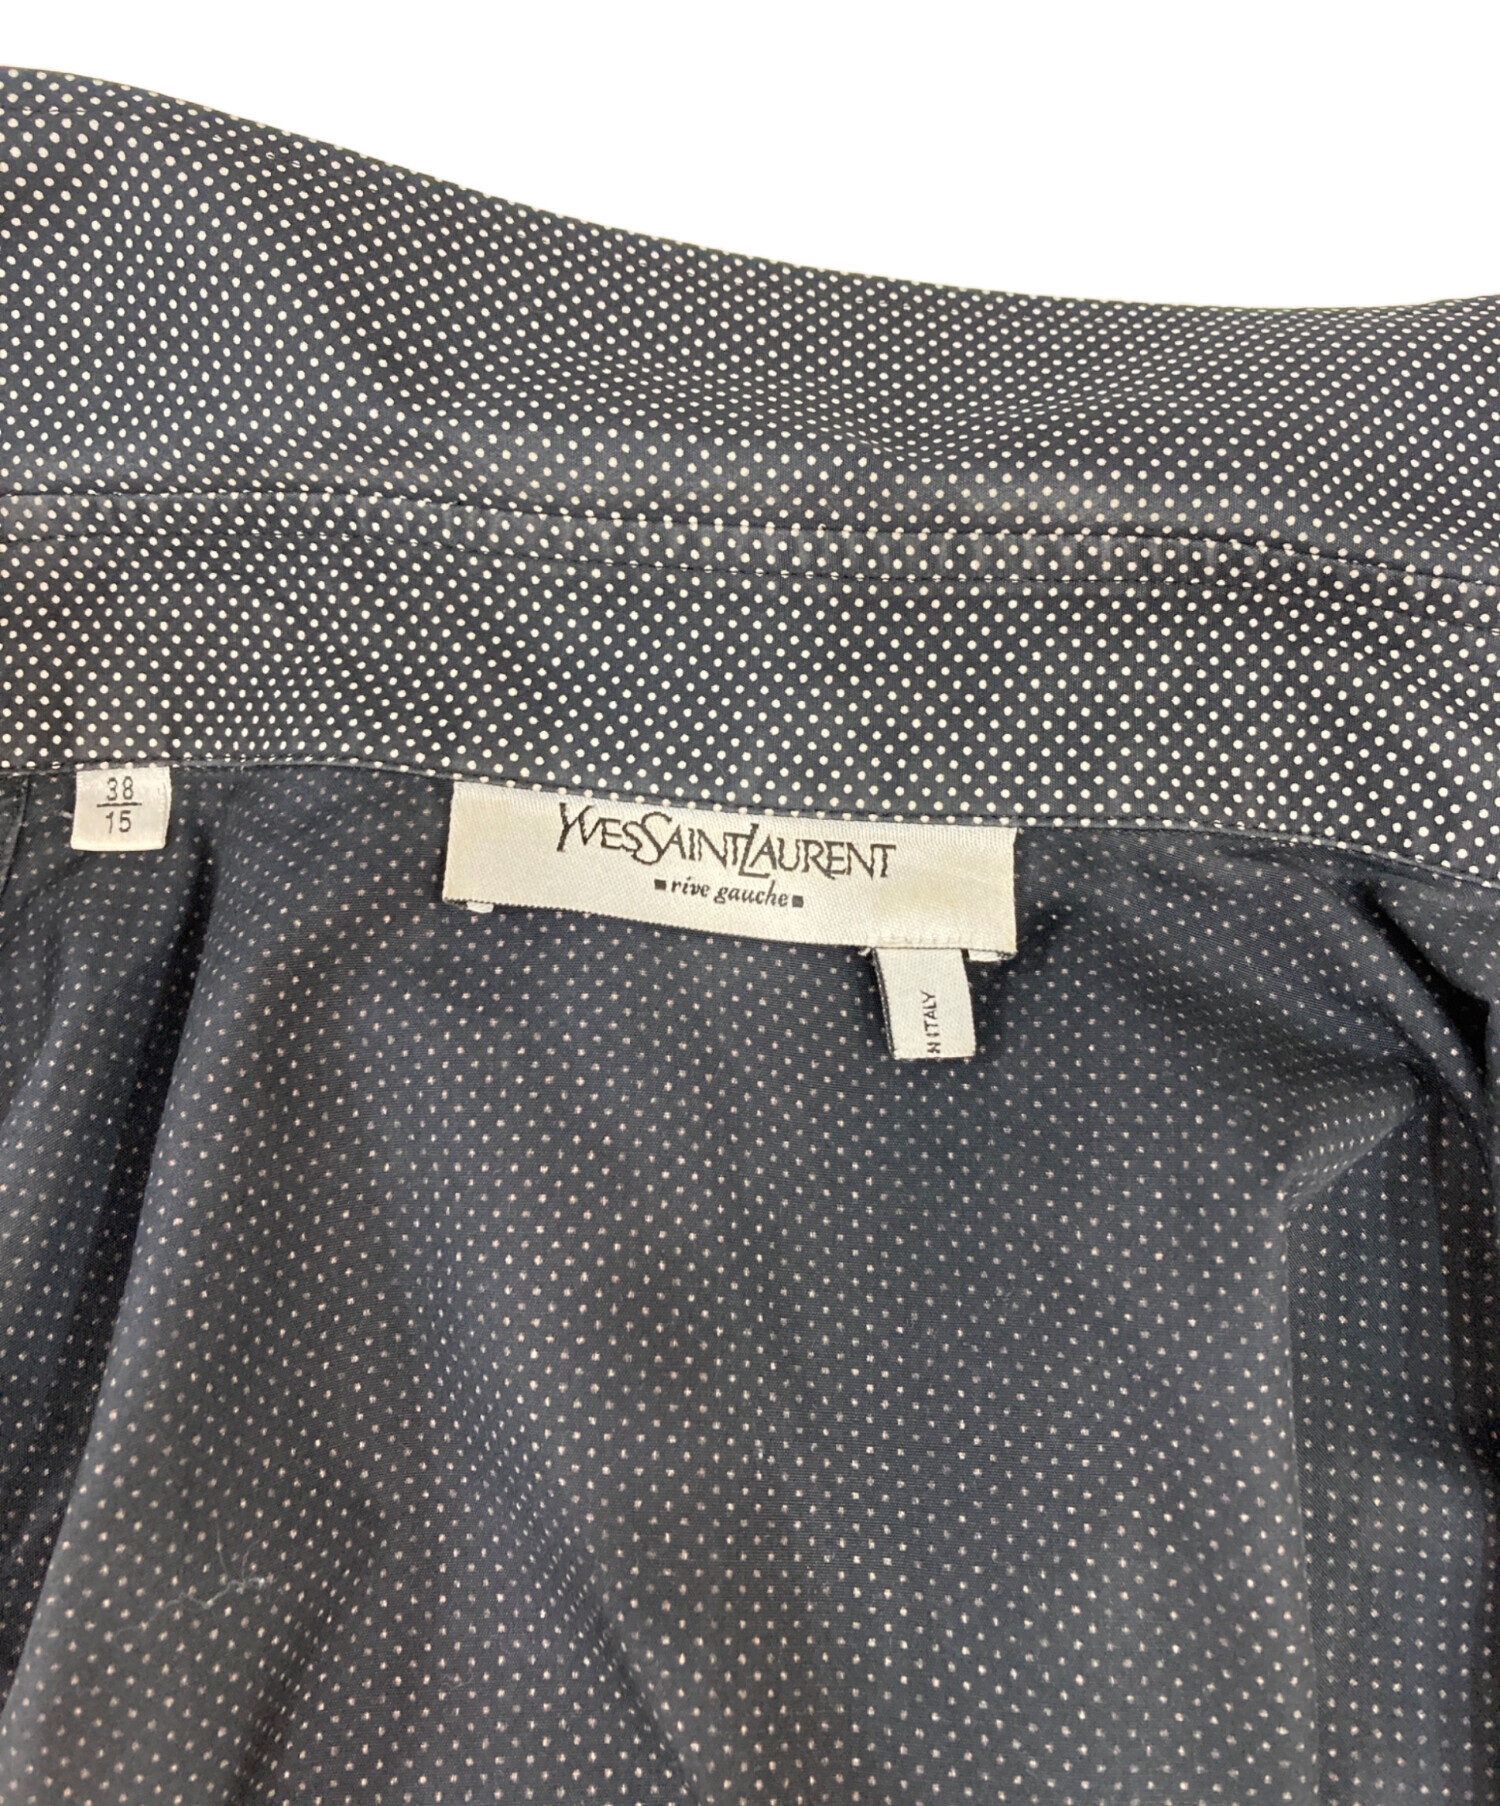 38
15
YVESSAINTLAURENT
rive gauche
N ITALY